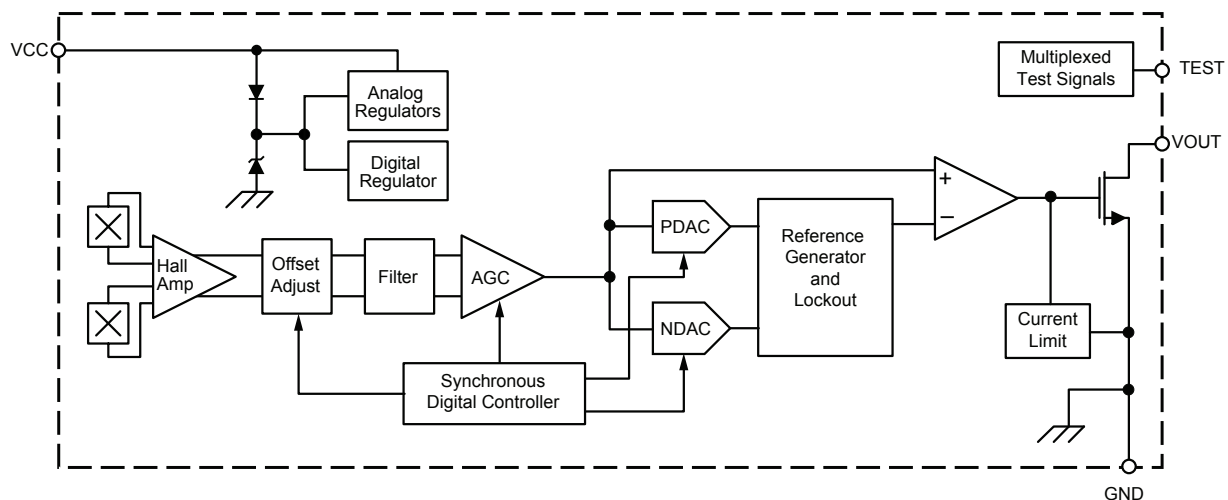 VCC
Multiplexed
Test Signals
TEST
Analog
Regulators
VOUT
Digital
Regulator
+
−
PDAC
Reference
Generator
and
Lockout
Hall
Amp
Offset
Adjust
Filter
AGC
NDAC
Current
Limit
Synchronous
Digital Controller
GND